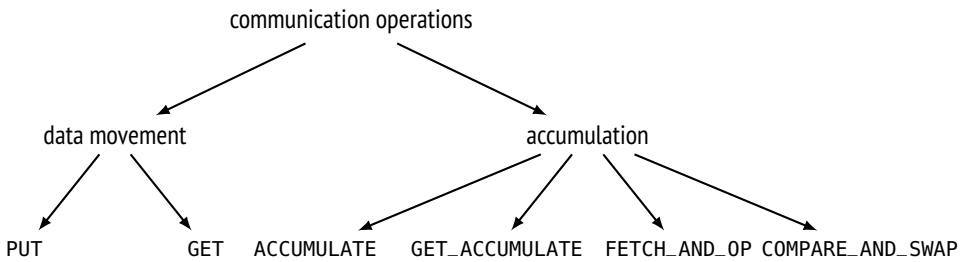 communication operations
data movement accumulation
PUT GET ACCUMULATE GET_ACCUMULATE FETCH_AND_OP COMPARE_AND_SWAP